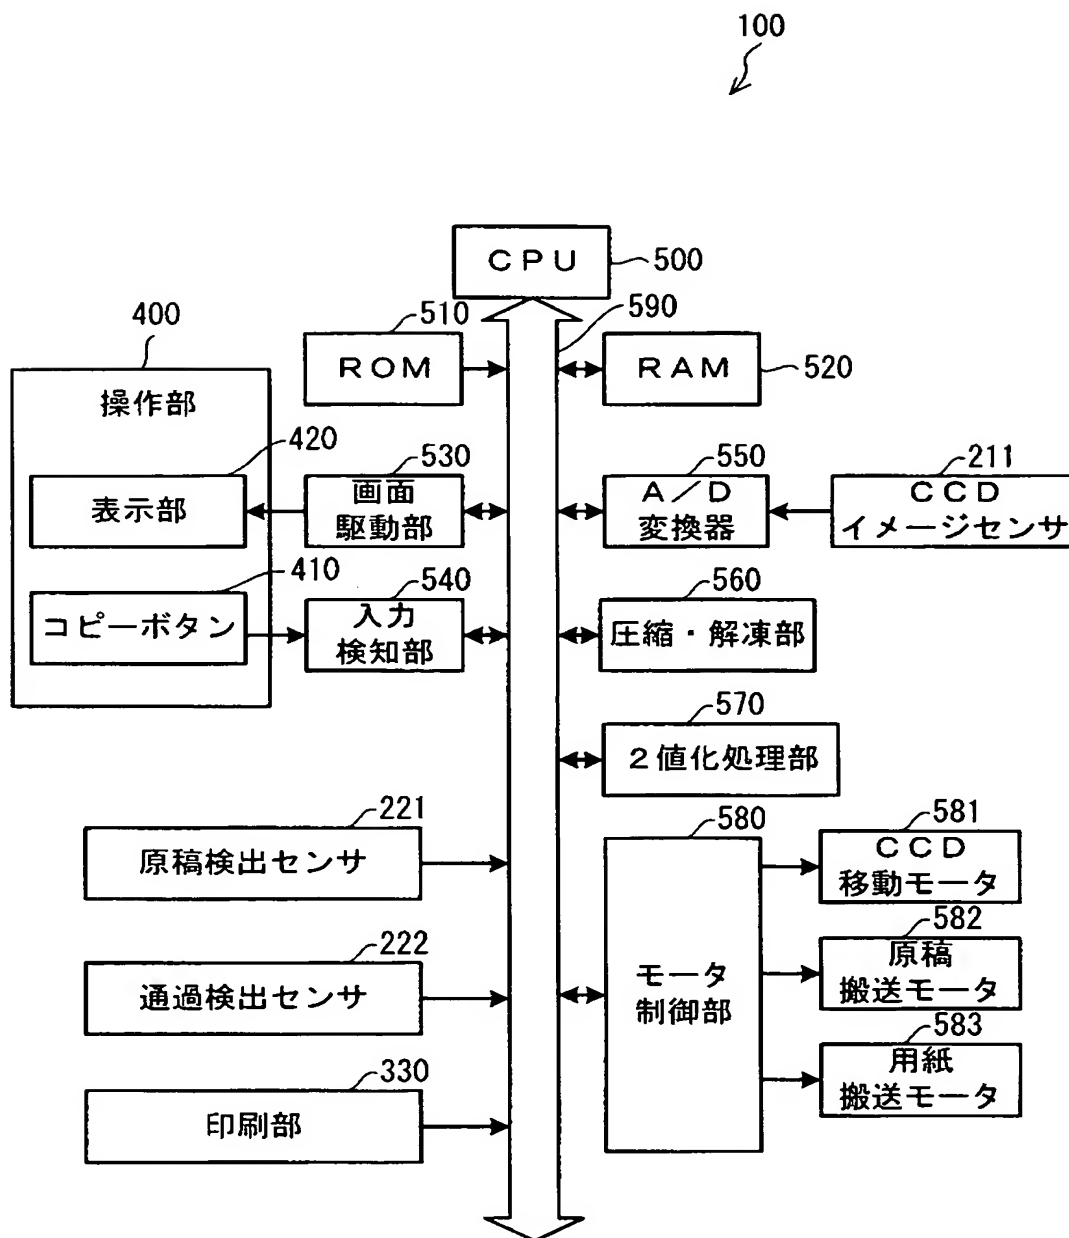 100
CPU
500
510
590
ROM
RAM
520
400
操作部
420
表示部
530
画面
駆動部
550
A/D
変換器
211
CCD
イメージセンサ
410
コピーボタン
540
入力
検知部
560
圧縮・解凍部
570
2値化処理部
221
原稿検出センサ
580
モータ
制御部
581
CCD
移動モータ
222
通過検出センサ
582
原稿
搬送モータ
583
用紙
搬送モータ
330
印刷部